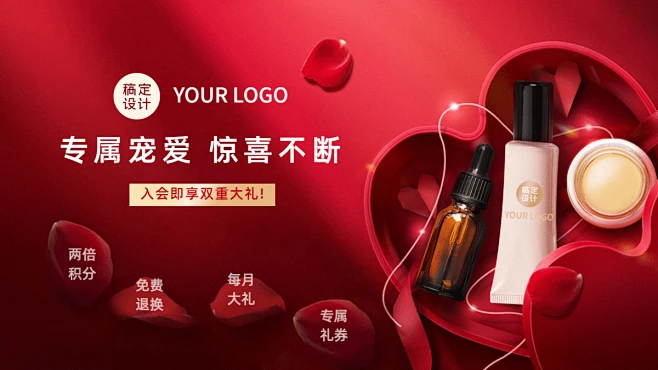 稿定
设计
YOUR LOGO
专属宠爱 惊喜不断
入会即享双重大礼!
两倍
积分
免费
退换
每月
大礼
专属
礼券
稿定
设计
YOUR LOGO